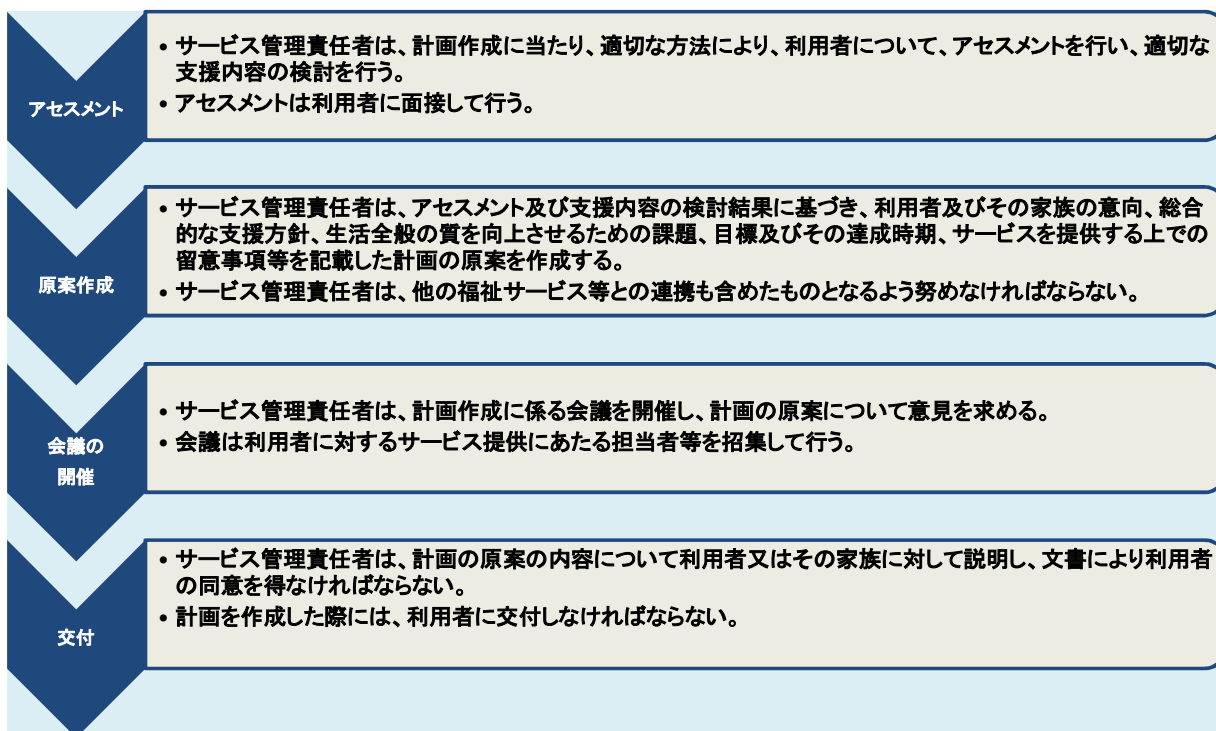 アセスメント
• サービス管理責任者は、計画作成に当たり、適切な方法により、利用者について、アセスメントを行い、適切な
支援内容の検討を行う。
• アセスメントは利用者に面接して行う。
原案作成
• サービス管理責任者は、アセスメント及び支援内容の検討結果に基づき、利用者及びその家族の意向、総合
的な支援方針、生活全般の質を向上させるための課題、目標及びその達成時期、サービスを提供する上での
留意事項等を記載した計画の原案を作成する。
• サービス管理責任者は、他の福祉サービス等との連携も含めたものとなるよう努めなければならない。
会議の
開催
• サービス管理責任者は、計画作成に係る会議を開催し、計画の原案について意見を求める。
• 会議は利用者に対するサービス提供にあたる担当者等を招集して行う。
交付
• サービス管理責任者は、計画の原案の内容について利用者又はその家族に対して説明し、文書により利用者
の同意を得なければならない。
• 計画を作成した際には、利用者に交付しなければならない。